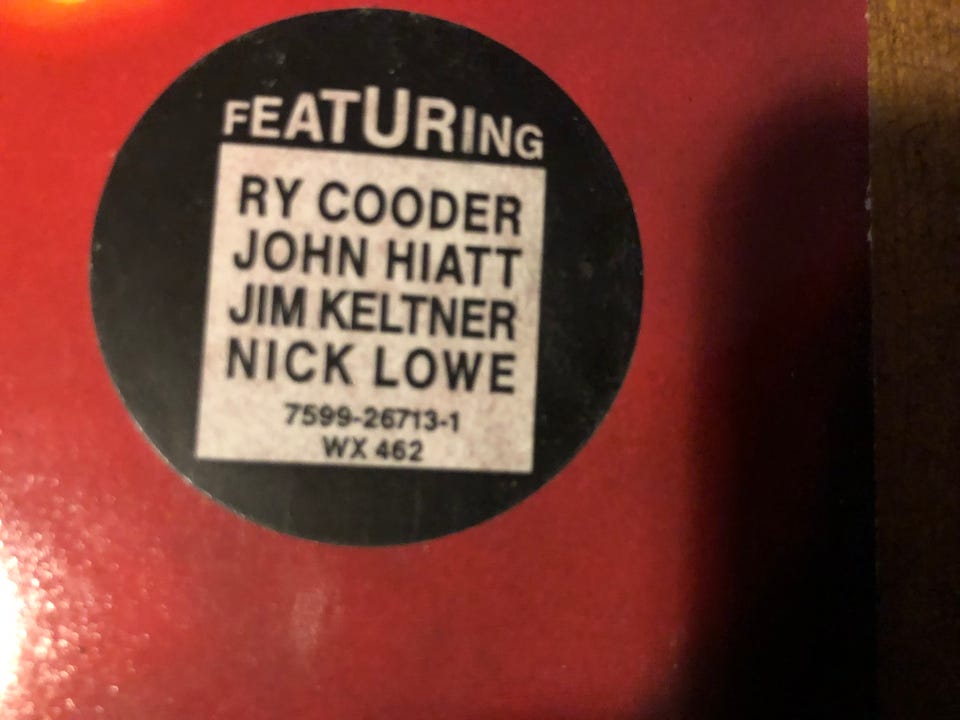 FEATURING
RY COODER
JOHN HIATT
JIM KELTNER
NICK LOWE
7599-26713-1
WX 462